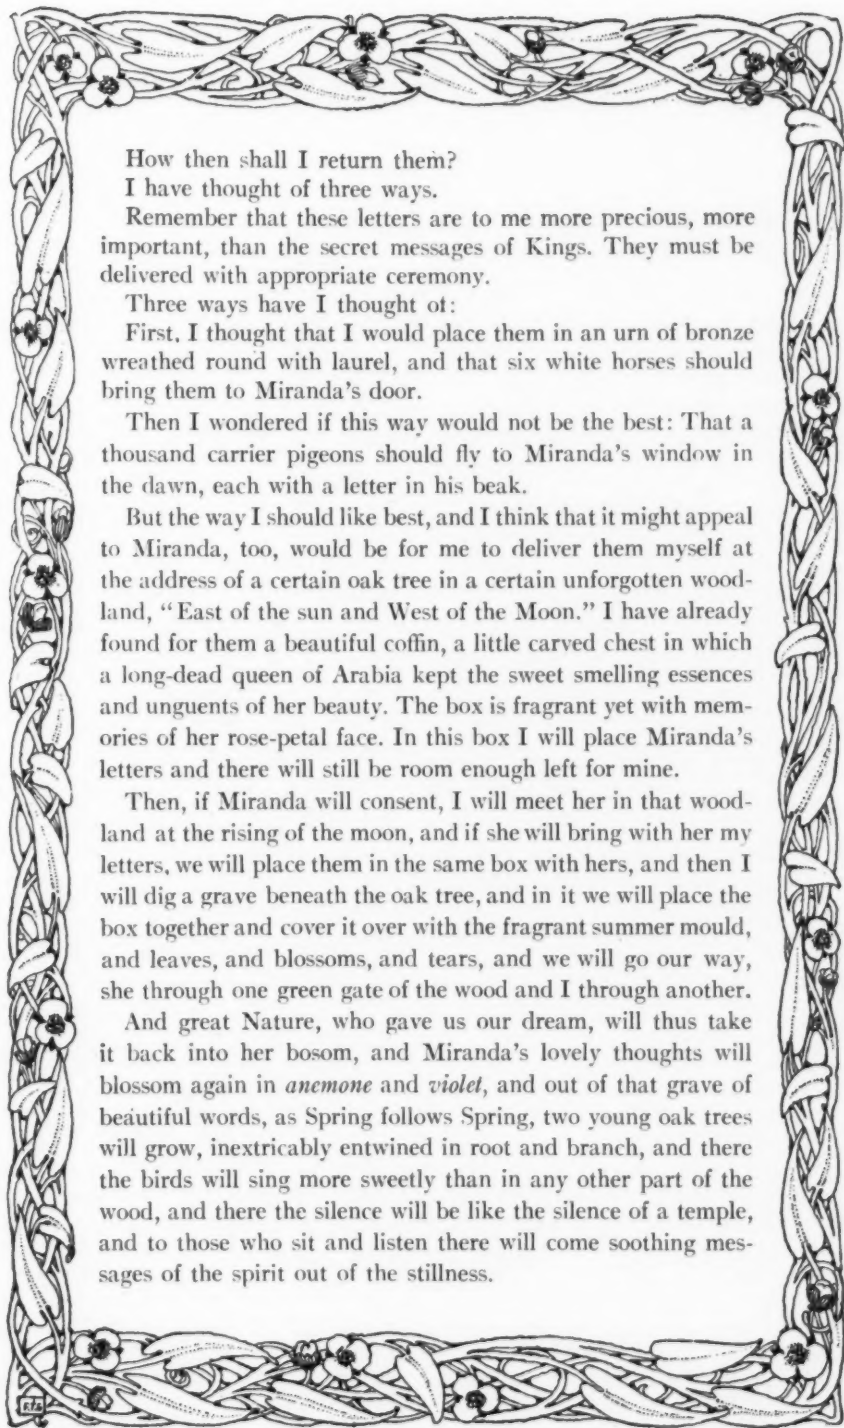 How then shall I return them?
I have thought of three ways.
Remember that these letters are to me more precious, more
important, than the secret messages of Kings. They must be
delivered with appropriate ceremony.
Three ways have I thought ot:
First, I thought that I would place them in an urn of bronze
wreathed round with laurel, and that six white horses should
bring them to Miranda's door.
Then I wondered if this way would not be the best: That a
thousand carrier pigeons should fly to Miranda's window in
the dawn, each with a letter in his beak.
But the way I should like best, and I think that it might appeal
to Miranda, too, would be for me to deliver them myself at
the address of a certain oak tree in a certain unforgotten wood-
land, "East of the sun and West of the Moon." I have already
found for them a beautiful coffin, a little carved chest in which
a long-dead queen of Arabia kept the sweet smelling essences
and unguents of her beauty. The box is fragrant yet with mem-
ories of her rose-petal face. In this box I will place Miranda's
letters and there will still be room enough left for mine.
Then, if Miranda will consent, I will meet her in that wood-
land at the rising of the moon, and if she will bring with her my
letters, we will place them in the same box with hers, and then I
will dig a grave beneath the oak tree, and in it we will place the
box together and cover it over with the fragrant summer mould,
and leaves, and blossoms, and tears, and we will go our way,
she through one green gate of the wood and I through another.
And great Nature, who gave us our dream, will thus take
it back into her bosom, and Miranda's lovely thoughts will
blossom again in anemone and violet, and out of that grave of
beautiful words, as Spring follows Spring, two young oak trees
will grow, inextricably entwined in root and branch, and there
the birds will sing more sweetly than in any other part of the
wood, and there the silence will be like the silence of a temple,
and to those who sit and listen there will come soothing mes-
sages of the spirit out of the stillness.